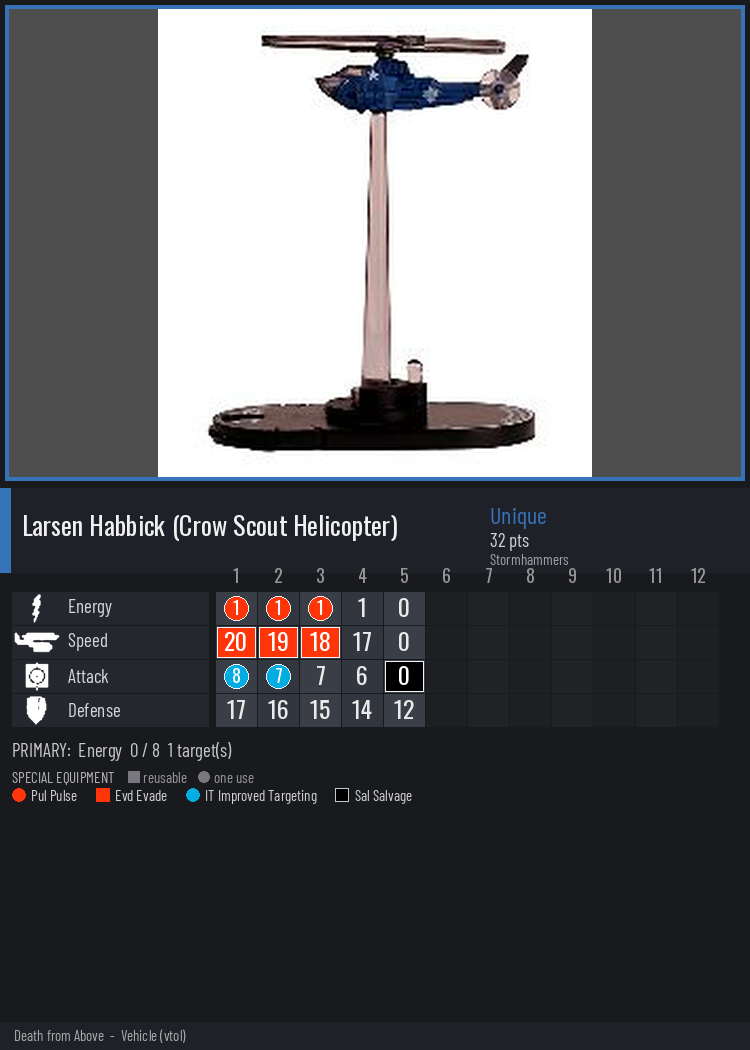 Larsen Habbick (Crow Scout Helicopter)
Unique
32 pts
Stormhammers
1 2 3 4 5 6 7 8 9 10 11 12
Energy 1 1 1 1 0
Speed 20 19 18 17 0
Attack 8 7 7 6 0
Defense 17 16 15 14 12
PRIMARY: Energy 0 / 8 1 target(s)
SPECIAL EQUIPMENT reusable one use
Pul Pulse Evd Evade IT Improved Targeting Sal Salvage
Death from Above - Vehicle (vtol)